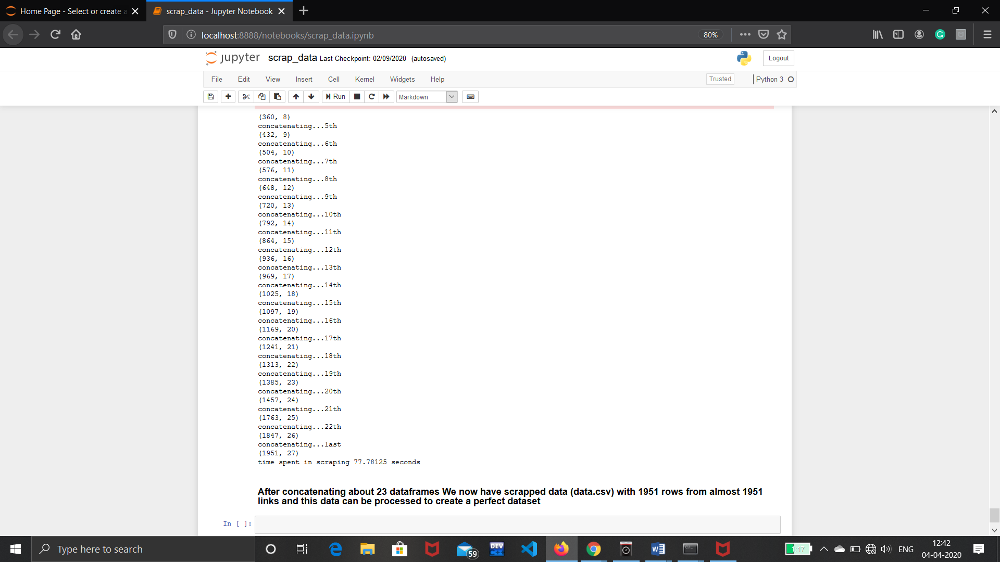 Home Page - Select or create a
scrap_data - Jupyter Notebook
localhost:8888/notebooks/scrap_data.ipynb
80%
jupyter
scrap_data Last Checkpoint: 02/09/2020 (autosaved)
Logout
File Edit View Insert Cell Kernel Widgets Help
Trusted
Python 3
Run
Markdown
(360, 8)
concatenating...5th
(432, 9)
concatenating...6th
(504, 10)
concatenating...7th
(576, 11)
concatenating...8th
(648, 12)
concatenating...9th
(720, 13)
concatenating...10th
(792, 14)
concatenating...11th
(864, 15)
concatenating...12th
(936, 16)
concatenating...13th
(969, 17)
concatenating...14th
(1025, 18)
concatenating...15th
(1097, 19)
concatenating...16th
(1169, 20)
concatenating...17th
(1241, 21)
concatenating...18th
(1313, 22)
concatenating...19th
(1385, 23)
concatenating...20th
(1457, 24)
concatenating...21th
(1763, 25)
concatenating...22th
(1847, 26)
concatenating...last
(1951, 27)
time spent in scraping 77.78125 seconds
After concatenating about 23 dataframes We now have scrapped data (data.csv) with 1951 rows from almost 1951
links and this data can be processed to create a perfect dataset
In [ ]:
Type here to search
59
DEV
C++
1:17
ENG
12:42
04-04-2020